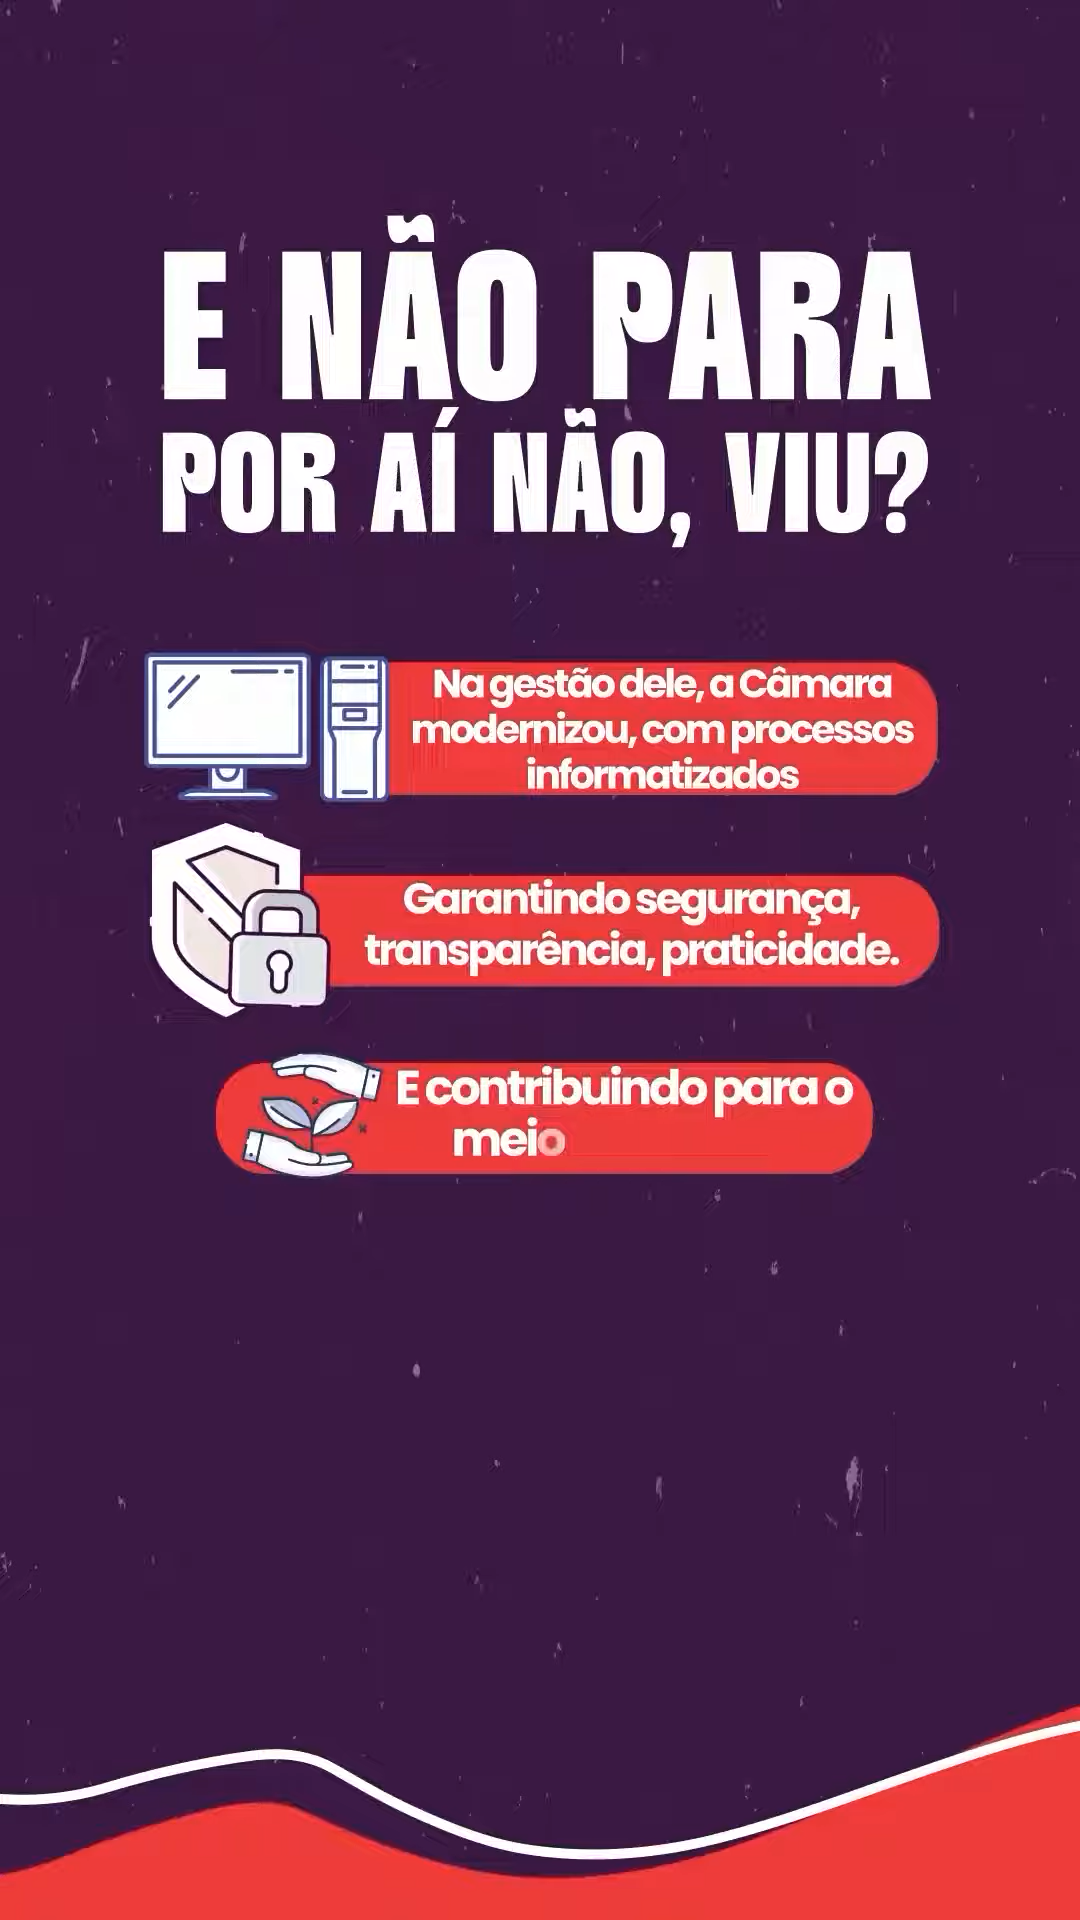 E NÃO PARA
POR AÍ NÃO, VIU?
Na gestão dele, a Câmara
modernizou, com processos
informatizados
Garantindo segurança,
transparência, praticidade.
E contribuindo para o
meio